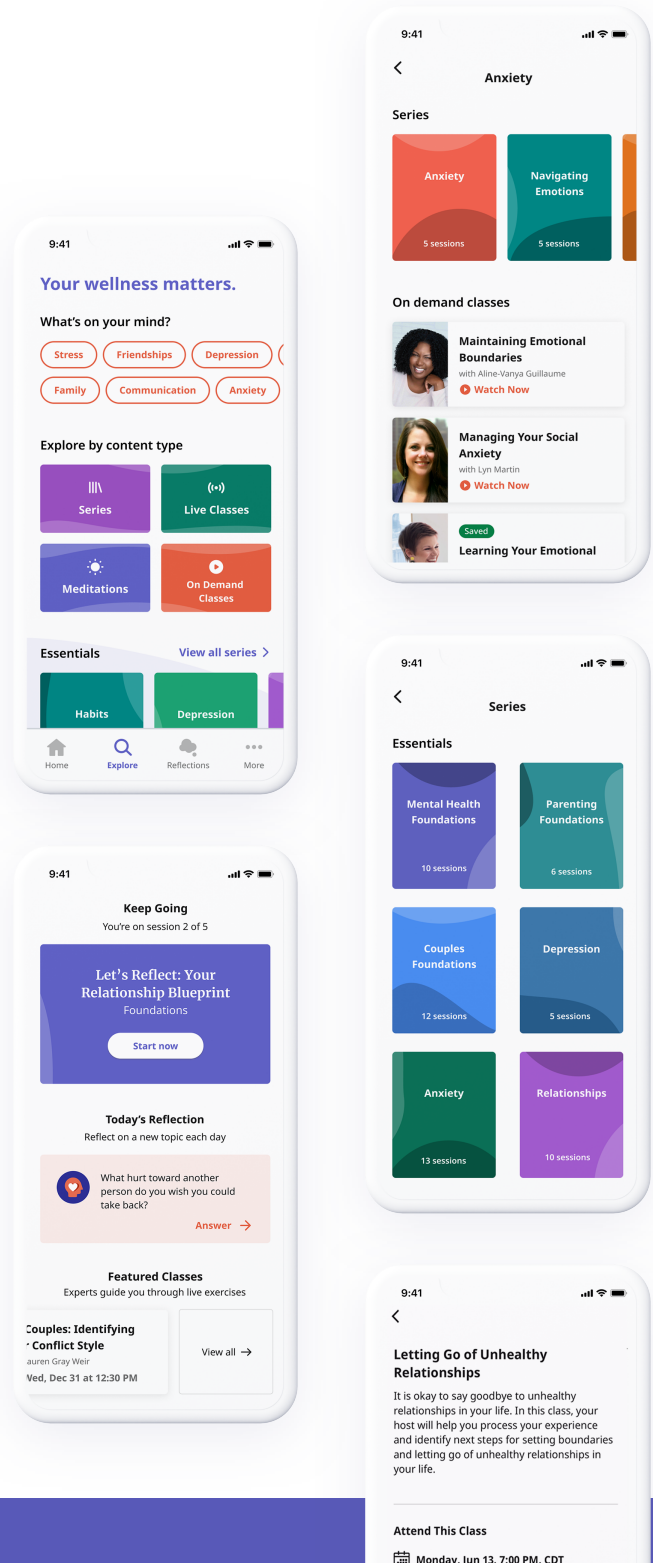 9:41
Anxiety
Series
Anxiety
5 sessions
Navigating
Emotions
5 sessions
On demand classes
Maintaining Emotional
Boundaries
with Aline-Vanya Guillaume
Watch Now
Managing Your Social
Anxiety
with Lyn Martin
Watch Now
Saved
Learning Your Emotional
9:41
Your wellness matters.
What's on your mind?
Stress
Friendships
Depression
Family
Communication
Anxiety
Explore by content type
Series
Live Classes
Meditations
On Demand
Classes
Essentials
View all series
Habits
Depression
Home
Explore
Reflections
More
9:41
Series
Essentials
Mental Health
Foundations
10 sessions
Parenting
Foundations
6 sessions
Couples
Foundations
12 sessions
Depression
5 sessions
Anxiety
13 sessions
Relationships
10 sessions
9:41
Keep Going
You're on session 2 of 5
Let's Reflect: Your
Relationship Blueprint
Foundations
Start now
Today's Reflection
Reflect on a new topic each day
What hurt toward another
person do you wish you could
take back?
Answer
Featured Classes
Experts guide you through live exercises
Couples: Identifying
Conflict Style
Gray Weir
Wed, Dec 31 at 12:30 PM
View all
9:41
Letting Go of Unhealthy
Relationships
It is okay to say goodbye to unhealthy
relationships in your life. In this class, your
host will help you process your experience
and identify next steps for setting boundaries
and letting go of unhealthy relationships in
your life.
Attend This Class
Monday, Jun 13, 7:00 PM, CDT